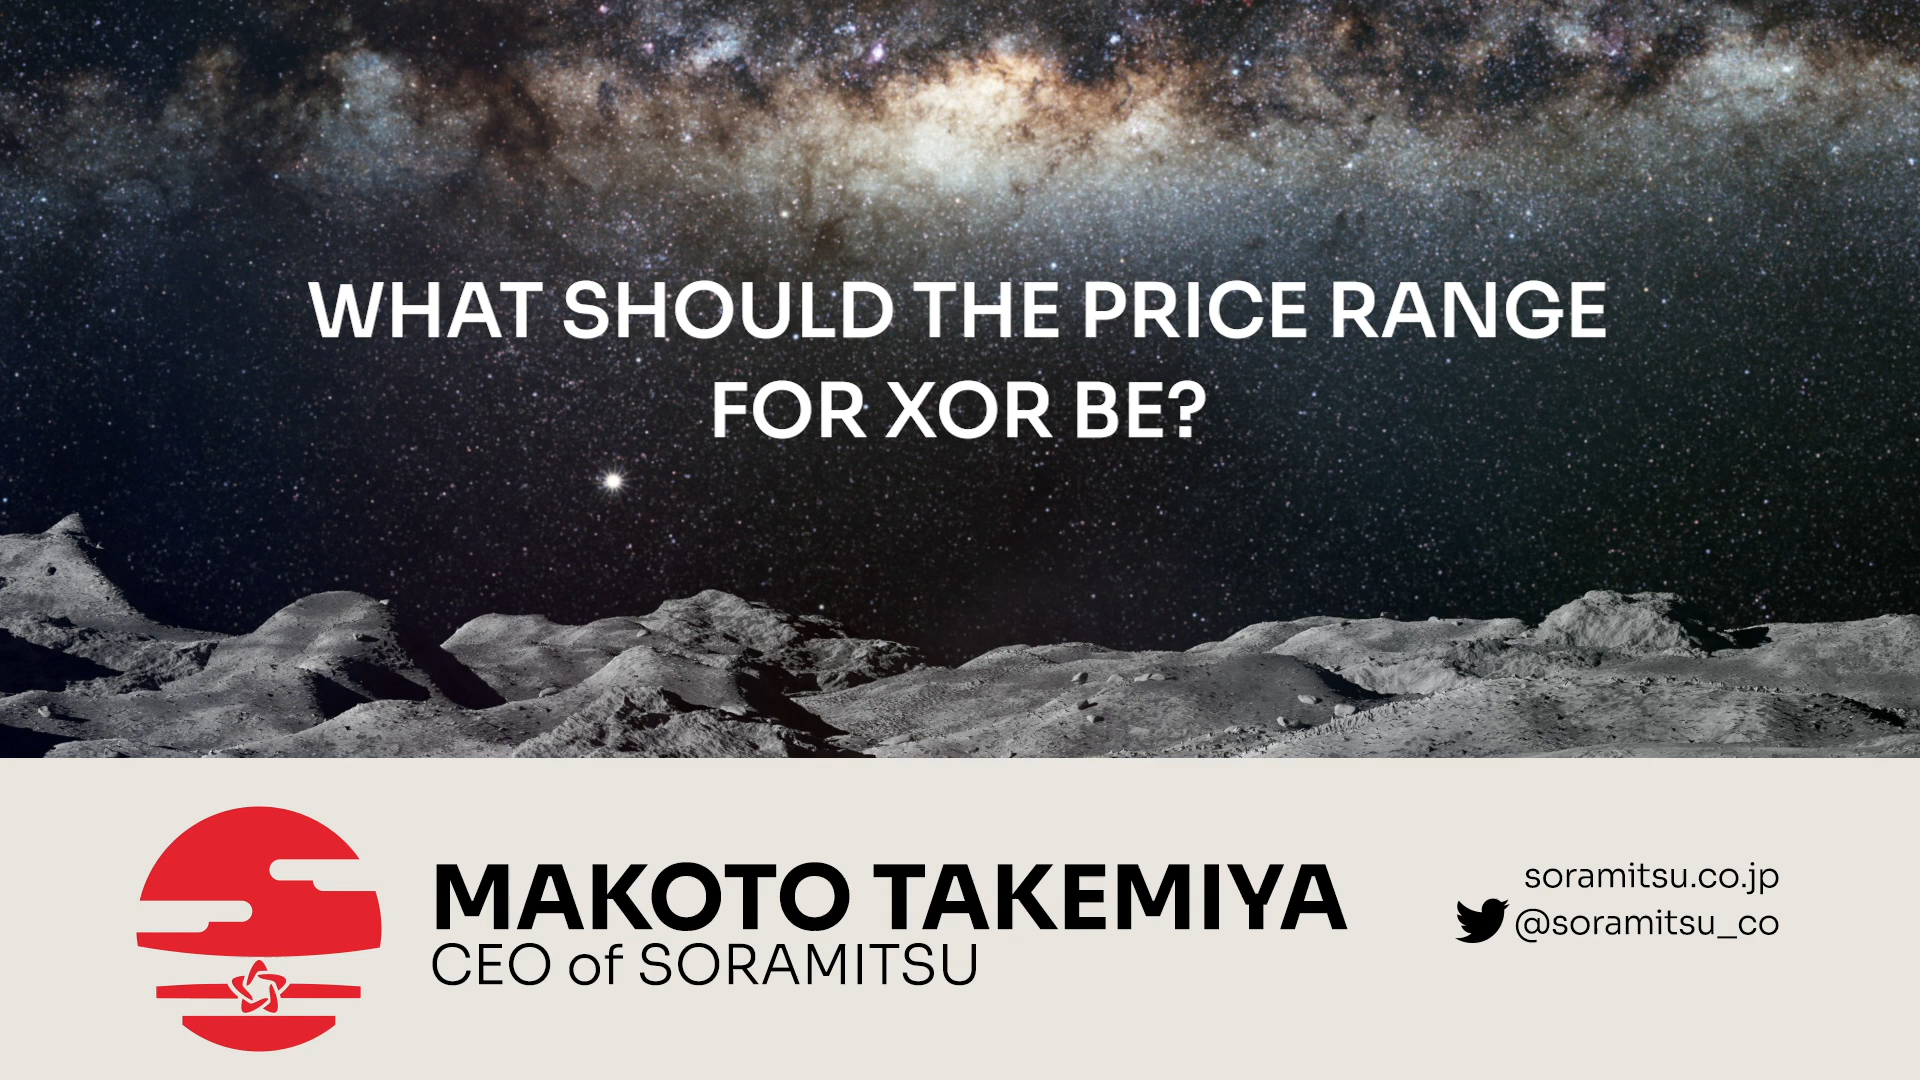 WHAT SHOULD THE PRICE RANGE
FOR XOR BE?
MAKOTO TAKEMIYA
CEO of SORAMITSU
soramitsu.co.jp
@soramitsu_co